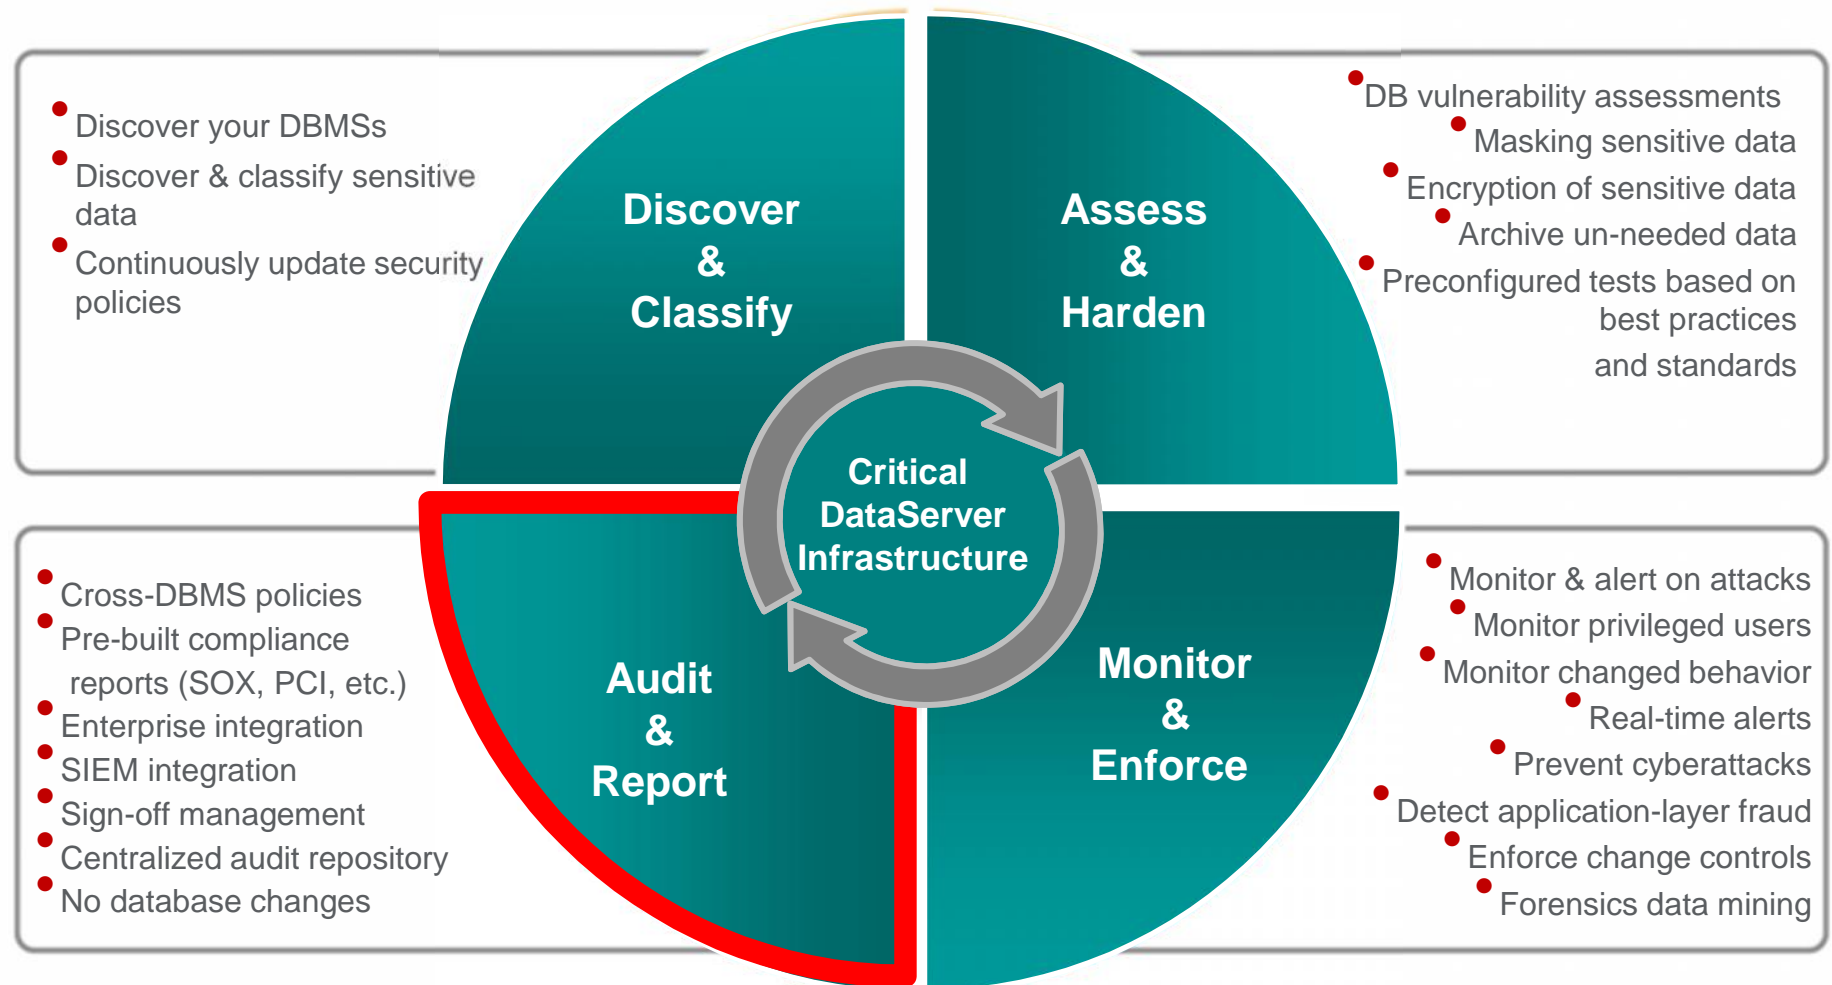 • Discover your DBMSs
• Discover & classify sensitive
data
• Continuously update security
policies
Discover
&
Classify
Assess
&
Harden
• DB vulnerability assessments
• Masking sensitive data
• Encryption of sensitive data
• Archive un-needed data
• Preconfigured tests based on
best practices
and standards
Critical
DataServer
Infrastructure
• Cross-DBMS policies
• Pre-built compliance
reports (SOX, PCI, etc.)
• Enterprise integration
• SIEM integration
• Sign-off management
• Centralized audit repository
• No database changes
Audit
&
Report
Monitor
&
Enforce
• Monitor & alert on attacks
• Monitor privileged users
• Monitor changed behavior
• Real-time alerts
• Prevent cyberattacks
• Detect application-layer fraud
• Enforce change controls
• Forensics data mining